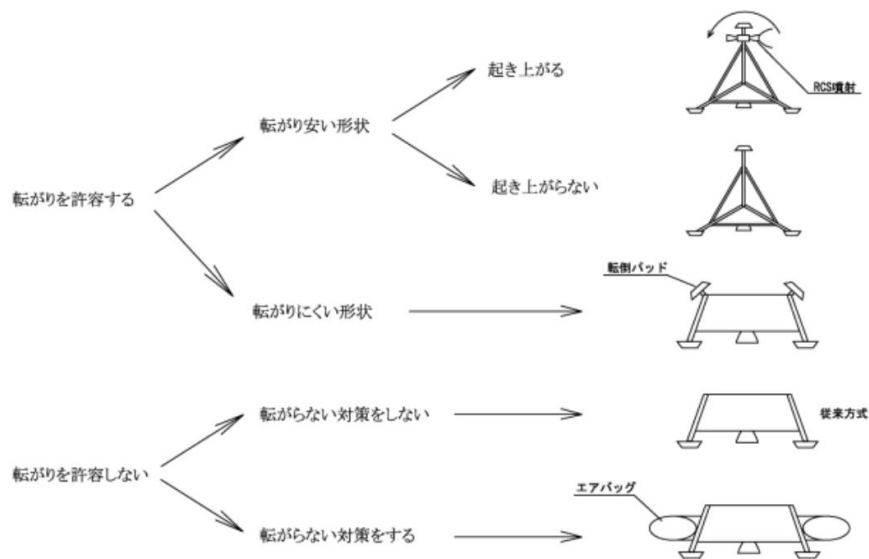 起き上がる
RCS噴射
転がり安い形状
起き上がらない
転がりを許容する
転倒パッド
転がりにくい形状
転がらない対策をしない
従来方式
転がりを許容しない
エアバッグ
転がらない対策をする